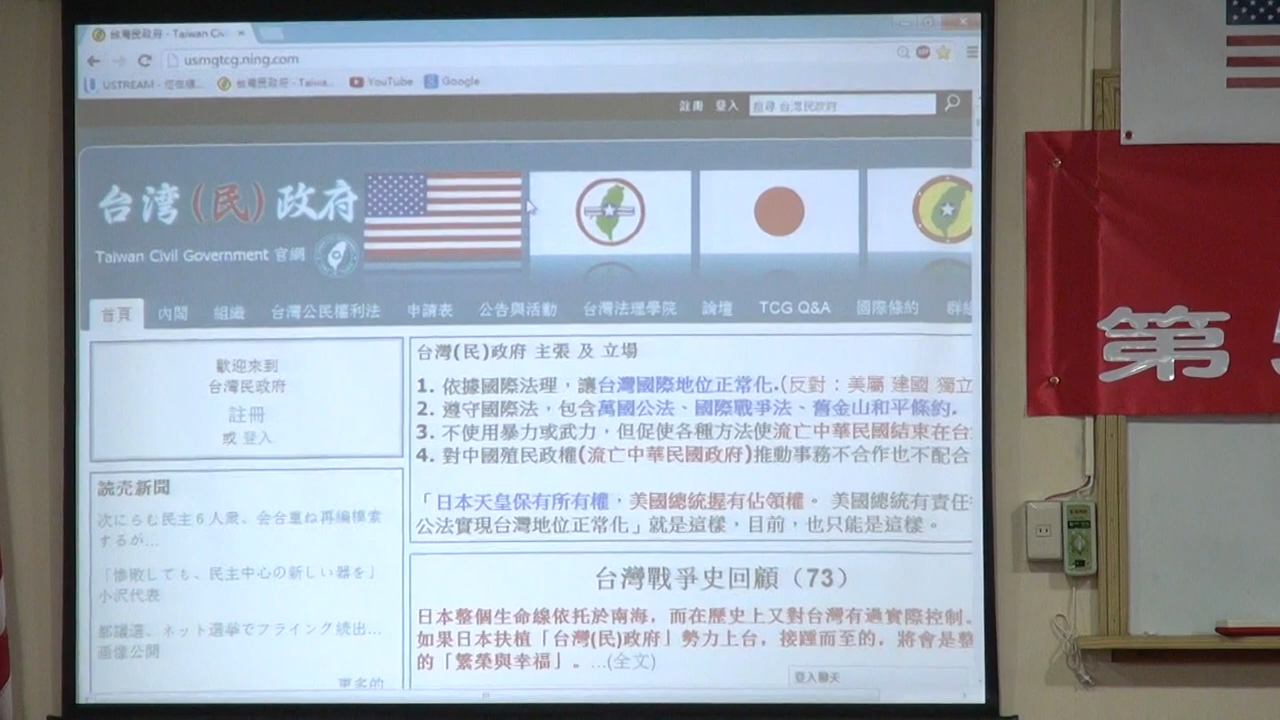 台灣民政府 - Taiwan Civ
usmgtcg.ning.com
USTREAM - 台灣民政府 - Taiwa... YouTube Google
註冊 登入 搜尋 台灣民政府
台湾(民)政府
Taiwan Civil Government 官網
首頁 內閣 組織 台灣公民權利法 申請表 公告與活動 台灣法理學院 論壇 TCG Q&A 國際條約 群組
歡迎來到
台灣民政府
註冊
或 登入
読売新聞
次にらむ民主6人衆、会合重ね再編模索
するが...
「惨敗しても、民主中心の新しい器を」
小沢代表
都議選、ネット選挙でフライング続出...
画像公開
更多的
台灣(民)政府 主張 及 立場
1. 依據國際法理，讓台灣國際地位正常化.(反對：美屬 建國 獨立
2. 遵守國際法，包含萬國公法、國際戰爭法、舊金山和平條約.
3. 不使用暴力或武力，但促使各種方法使流亡中華民國結束在台
4. 對中國殖民政權(流亡中華民國政府)推動事務不合作也不配合
「日本天皇保有所有權，美國總統握有佔領權。 美國總統有責任
公法實現台灣地位正常化」就是這樣，目前，也只能是這樣。
台灣戰爭史回顧（73）
日本整個生命線依托於南海，而在歷史上又對台灣有過實際控制。
如果日本扶植「台灣(民)政府」勢力上台，接踵而至的，將會是整
的「繁榮與幸福」。...(全文)
登入聊天
第